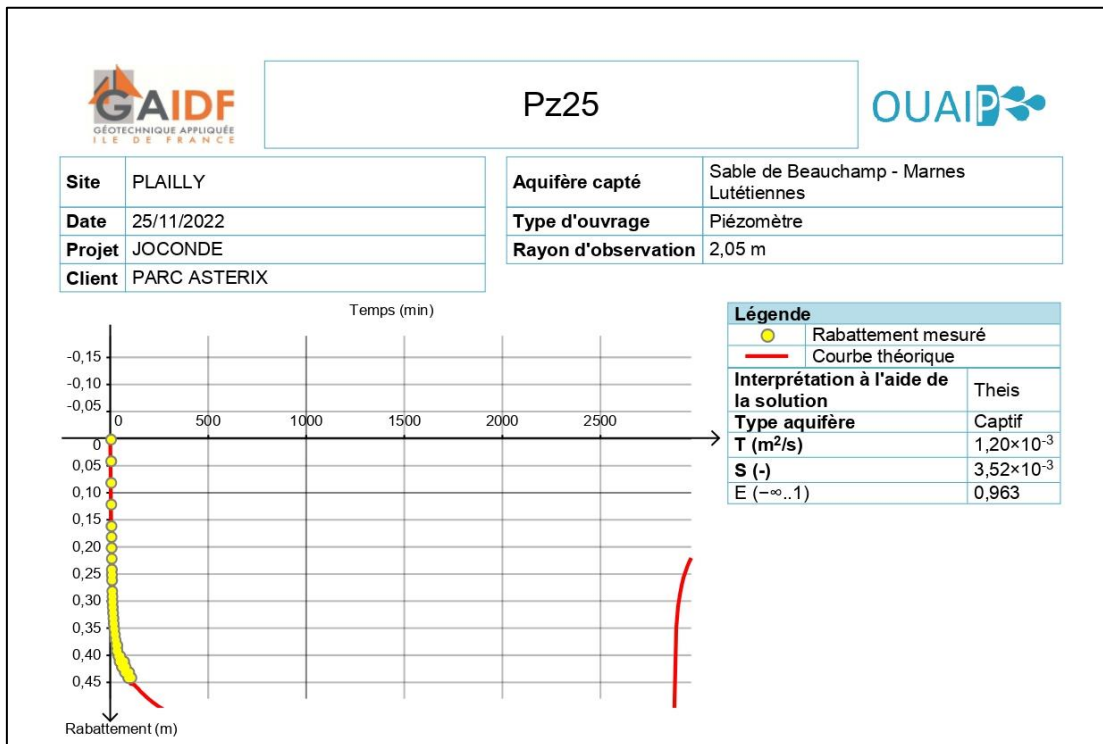 GAIDF
GÉOTECHNIQUE APPLIQUÉE
ILE DE FRANCE
Pz25
OUAIP
Site PLAILLY
Date 25/11/2022
Projet JOCONDE
Client PARC ASTERIX
Aquifère capté Sable de Beauchamp - Marnes
Lutétiennes
Type d'ouvrage Piézomètre
Rayon d'observation 2,05 m
Temps (min)
-0,15
-0,10
-0,05
0 500 1000 1500 2000 2500
0
0,05
0,10
0,15
0,20
0,25
0,30
0,35
0,40
0,45
Rabattement (m)
Légende
Rabattement mesuré
Courbe théorique
Interprétation à l'aide de
la solution Theis
Type aquifère Captif
T (m²/s) 1,20×10⁻³
S (-) 3,52×10⁻³
E (−∞..1) 0,963